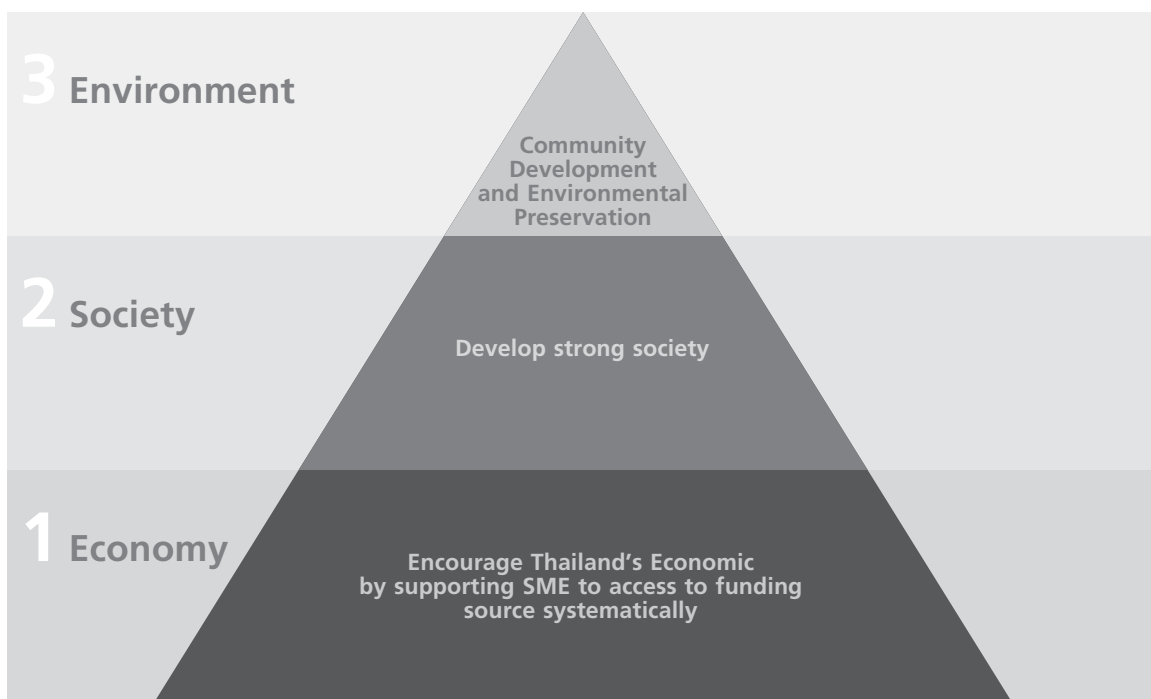 3 Environment
Community
Development
and Environmental
Preservation
2 Society
Develop strong society
1 Economy
Encourage Thailand’s Economic
by supporting SME to access to funding
source systematically